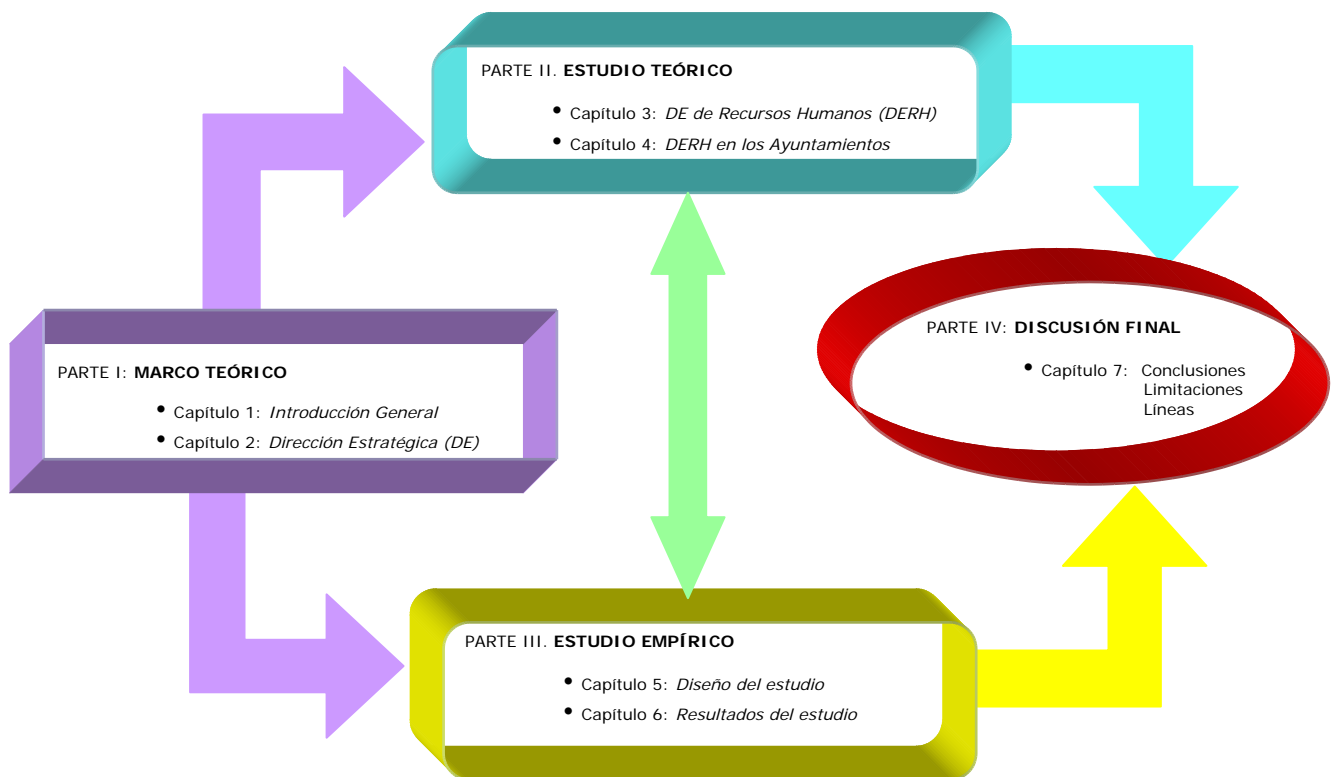 PARTE II. ESTUDIO TEÓRICO
• Capítulo 3: DE de Recursos Humanos (DERH)
• Capítulo 4: DERH en los Ayuntamientos
PARTE I: MARCO TEÓRICO
• Capítulo 1: Introducción General
• Capítulo 2: Dirección Estratégica (DE)
PARTE IV: DISCUSIÓN FINAL
• Capítulo 7: Conclusiones
Limitaciones
Líneas
PARTE III. ESTUDIO EMPÍRICO
• Capítulo 5: Diseño del estudio
• Capítulo 6: Resultados del estudio